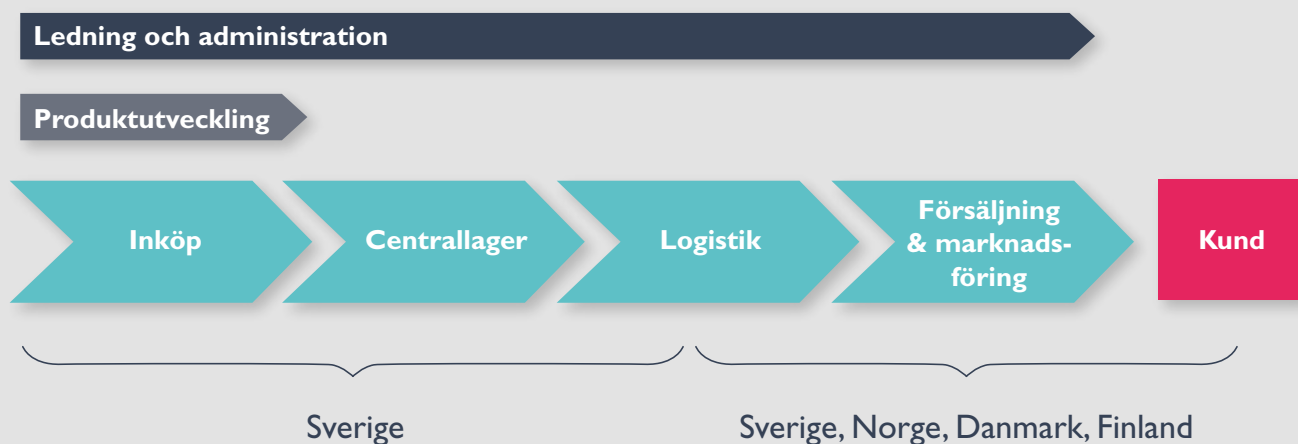 Ledning och administration
Produktutveckling
Inköp
Centrallager
Logistik
Försäljning
& marknads-
föring
Kund
Sverige
Sverige, Norge, Danmark, Finland